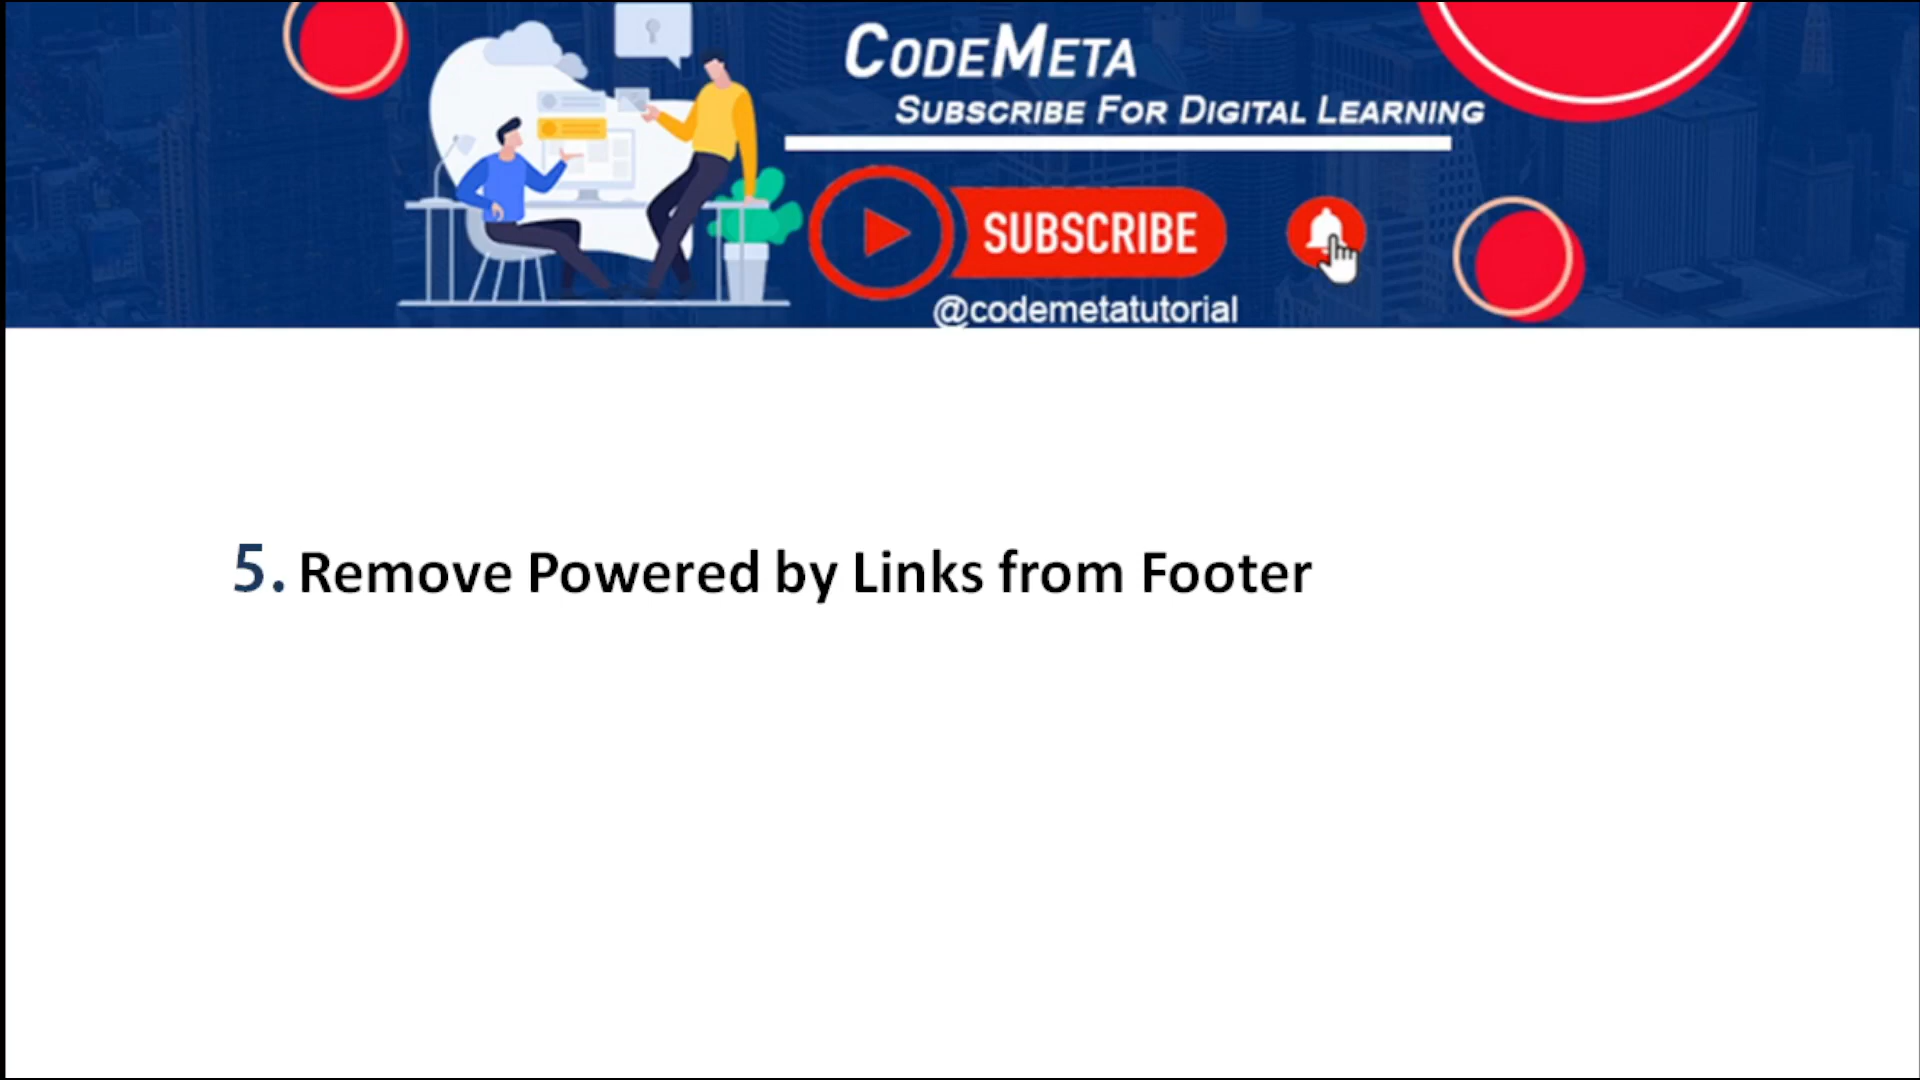 CODEMETA
SUBSCRIBE FOR DIGITAL LEARNING
SUBSCRIBE
@codemetatutorial
5. Remove Powered by Links from Footer